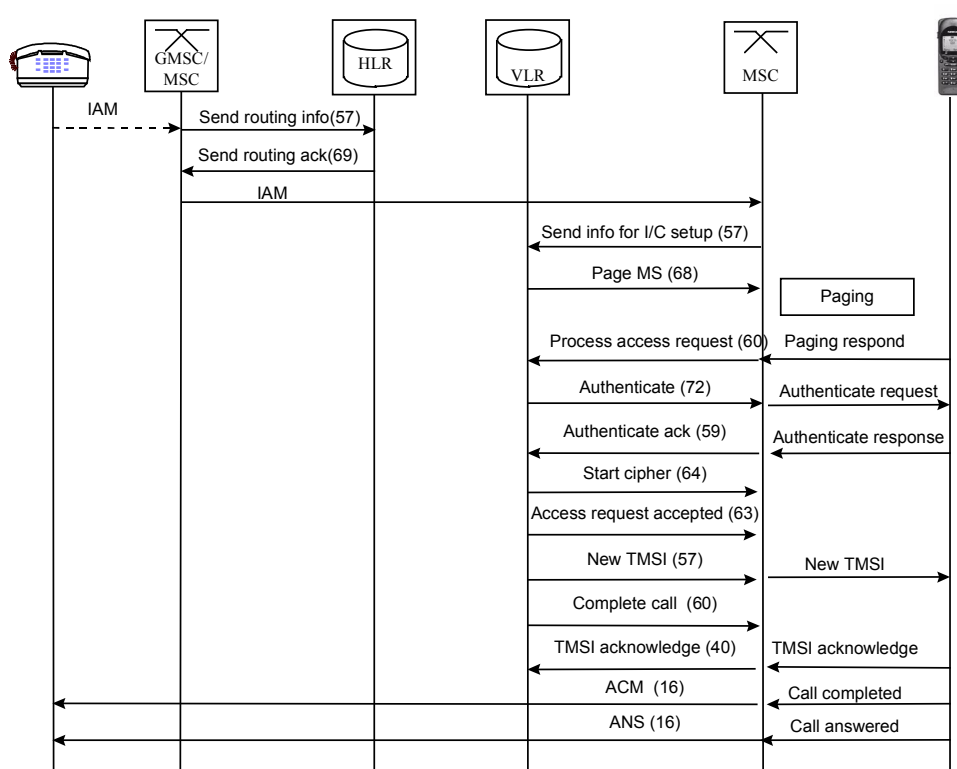 GMSC/
MSC
HLR
VLR
MSC
IAM
Send routing info(57)
Send routing ack(69)
IAM
Send info for I/C setup (57)
Page MS (68)
Paging
Process access request (60)
Paging respond
Authenticate (72)
Authenticate request
Authenticate ack (59)
Authenticate response
Start cipher (64)
Access request accepted (63)
New TMSI (57)
New TMSI
Complete call (60)
TMSI acknowledge (40)
TMSI acknowledge
ACM (16)
Call completed
ANS (16)
Call answered